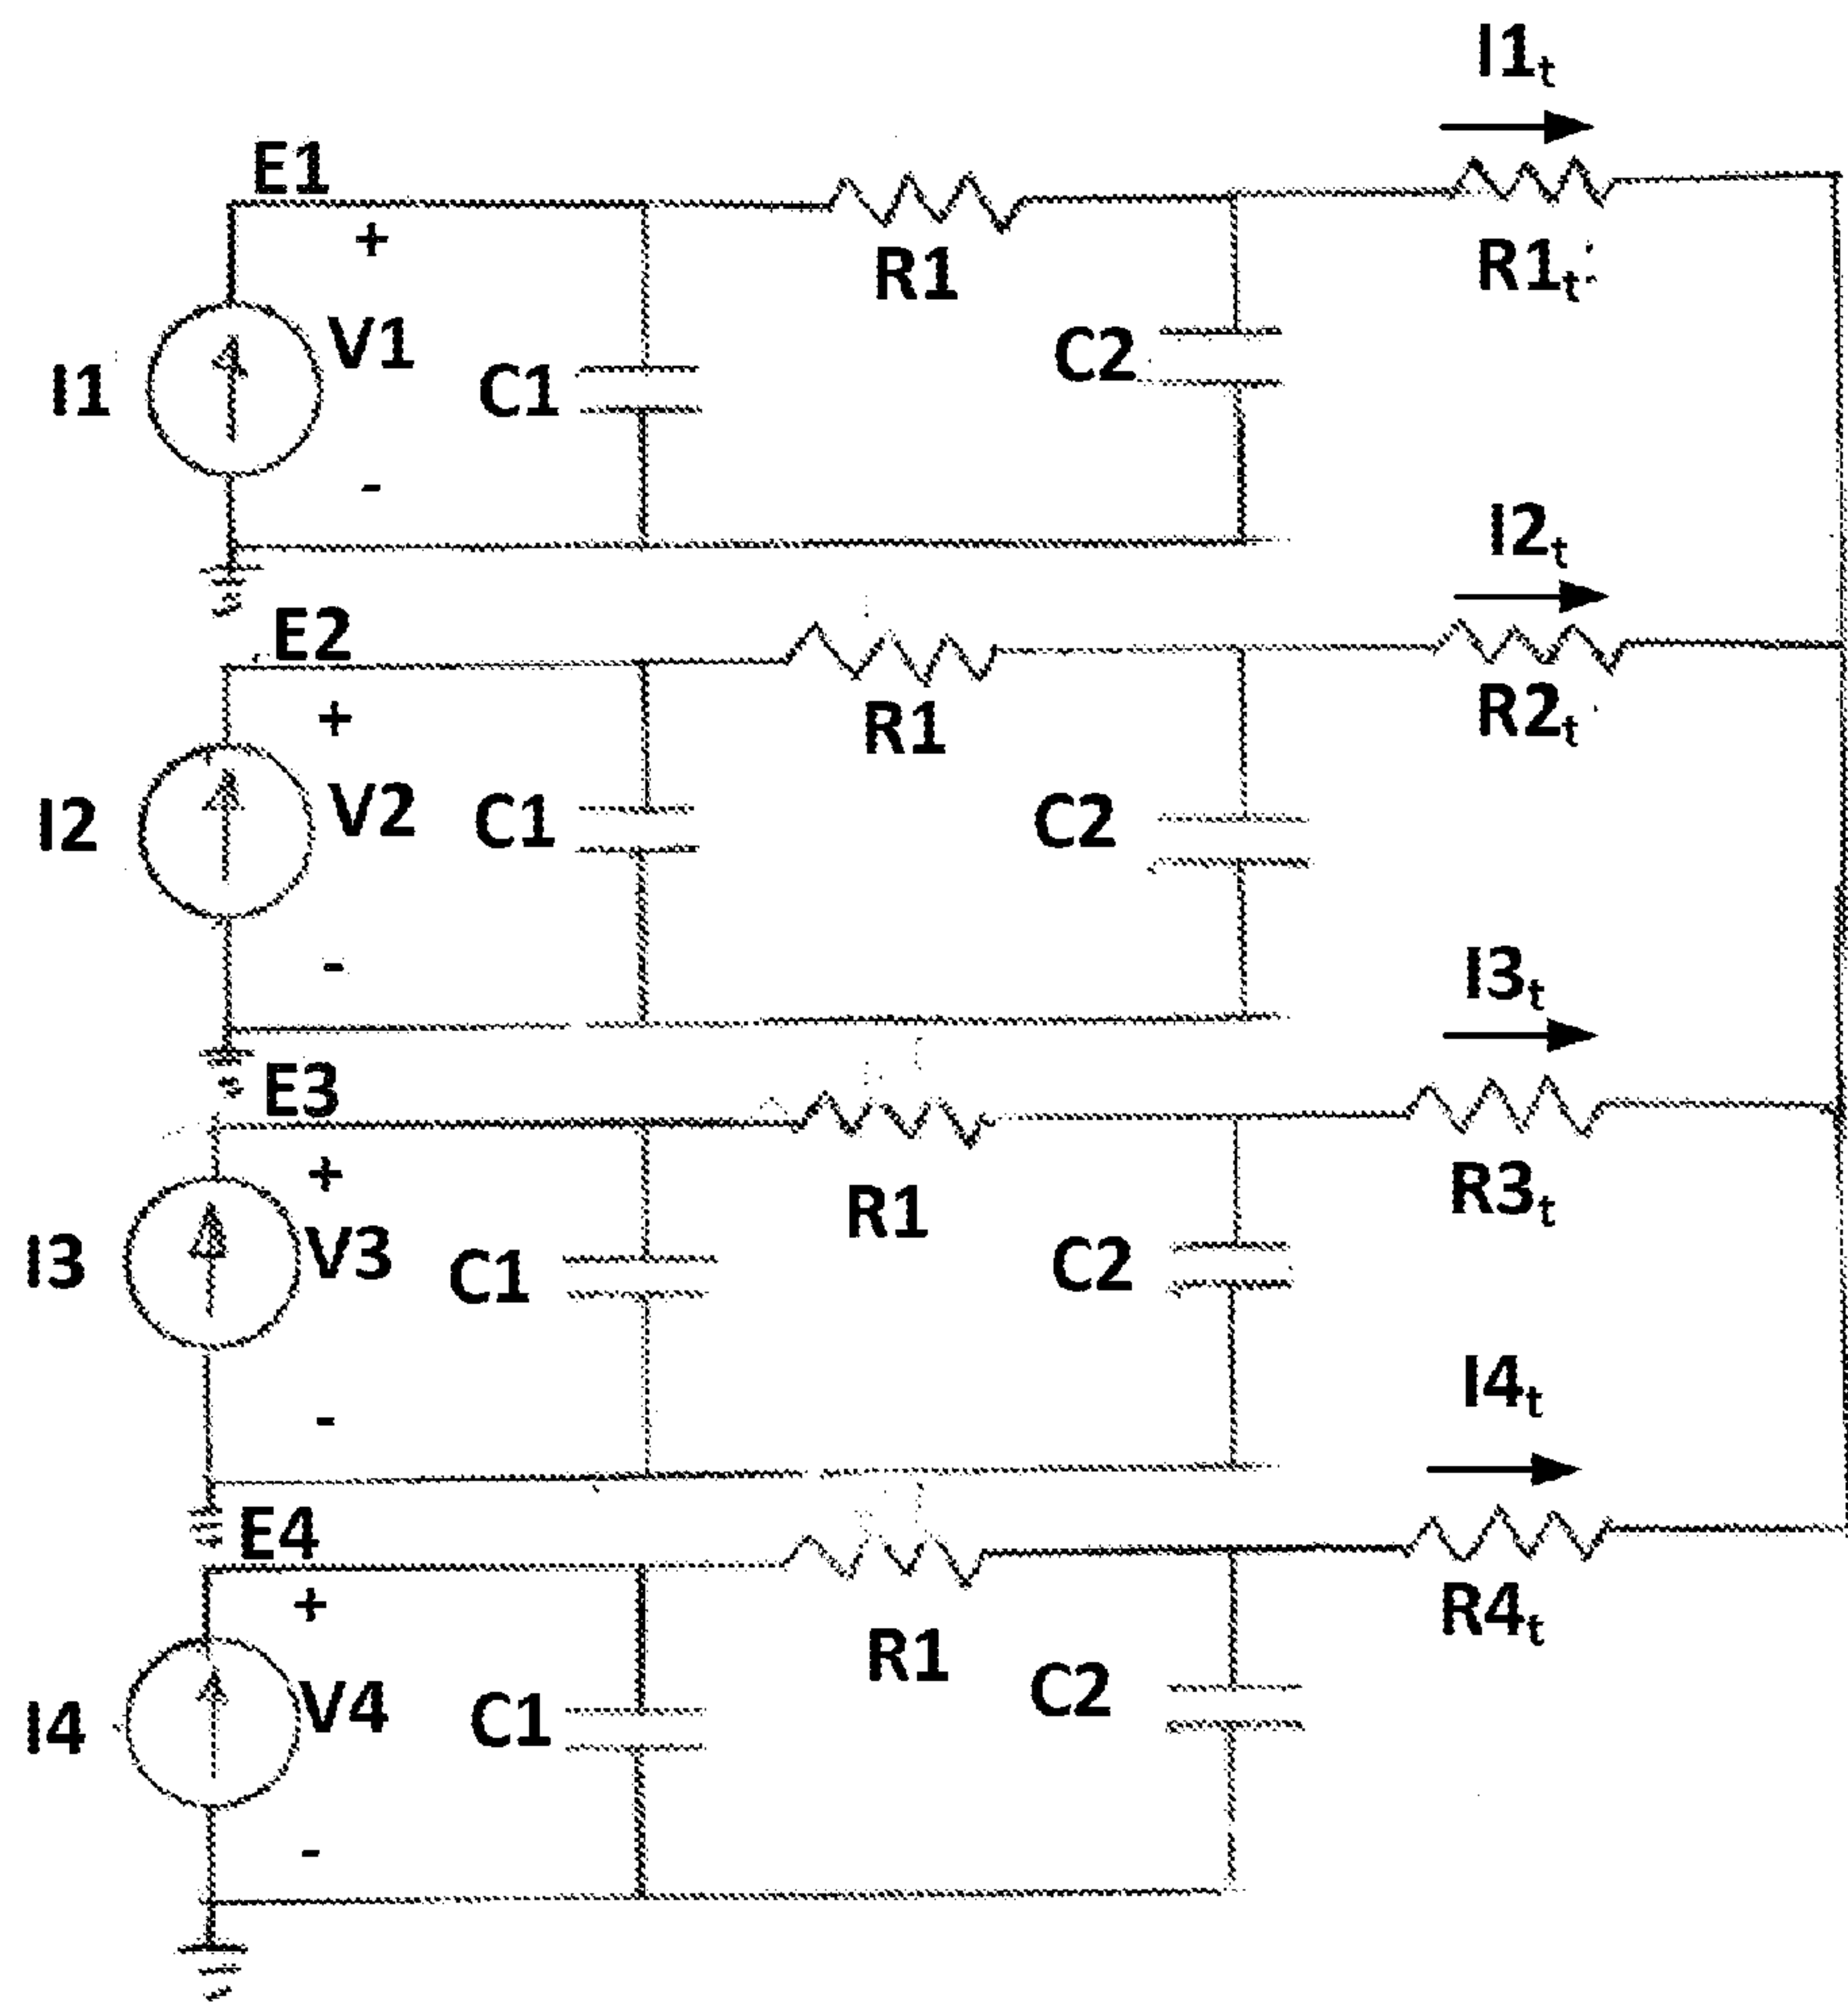 I1ₜ
E1
+
R1
R1ₜ
V1
I1
C1
C2
-
I2ₜ
E2
+
R1
R2ₜ
V2
I2
C1
C2
-
I3ₜ
E3
+
R1
R3ₜ
V3
I3
C1
C2
-
I4ₜ
E4
+
R1
R4ₜ
V4
I4
C1
C2
-